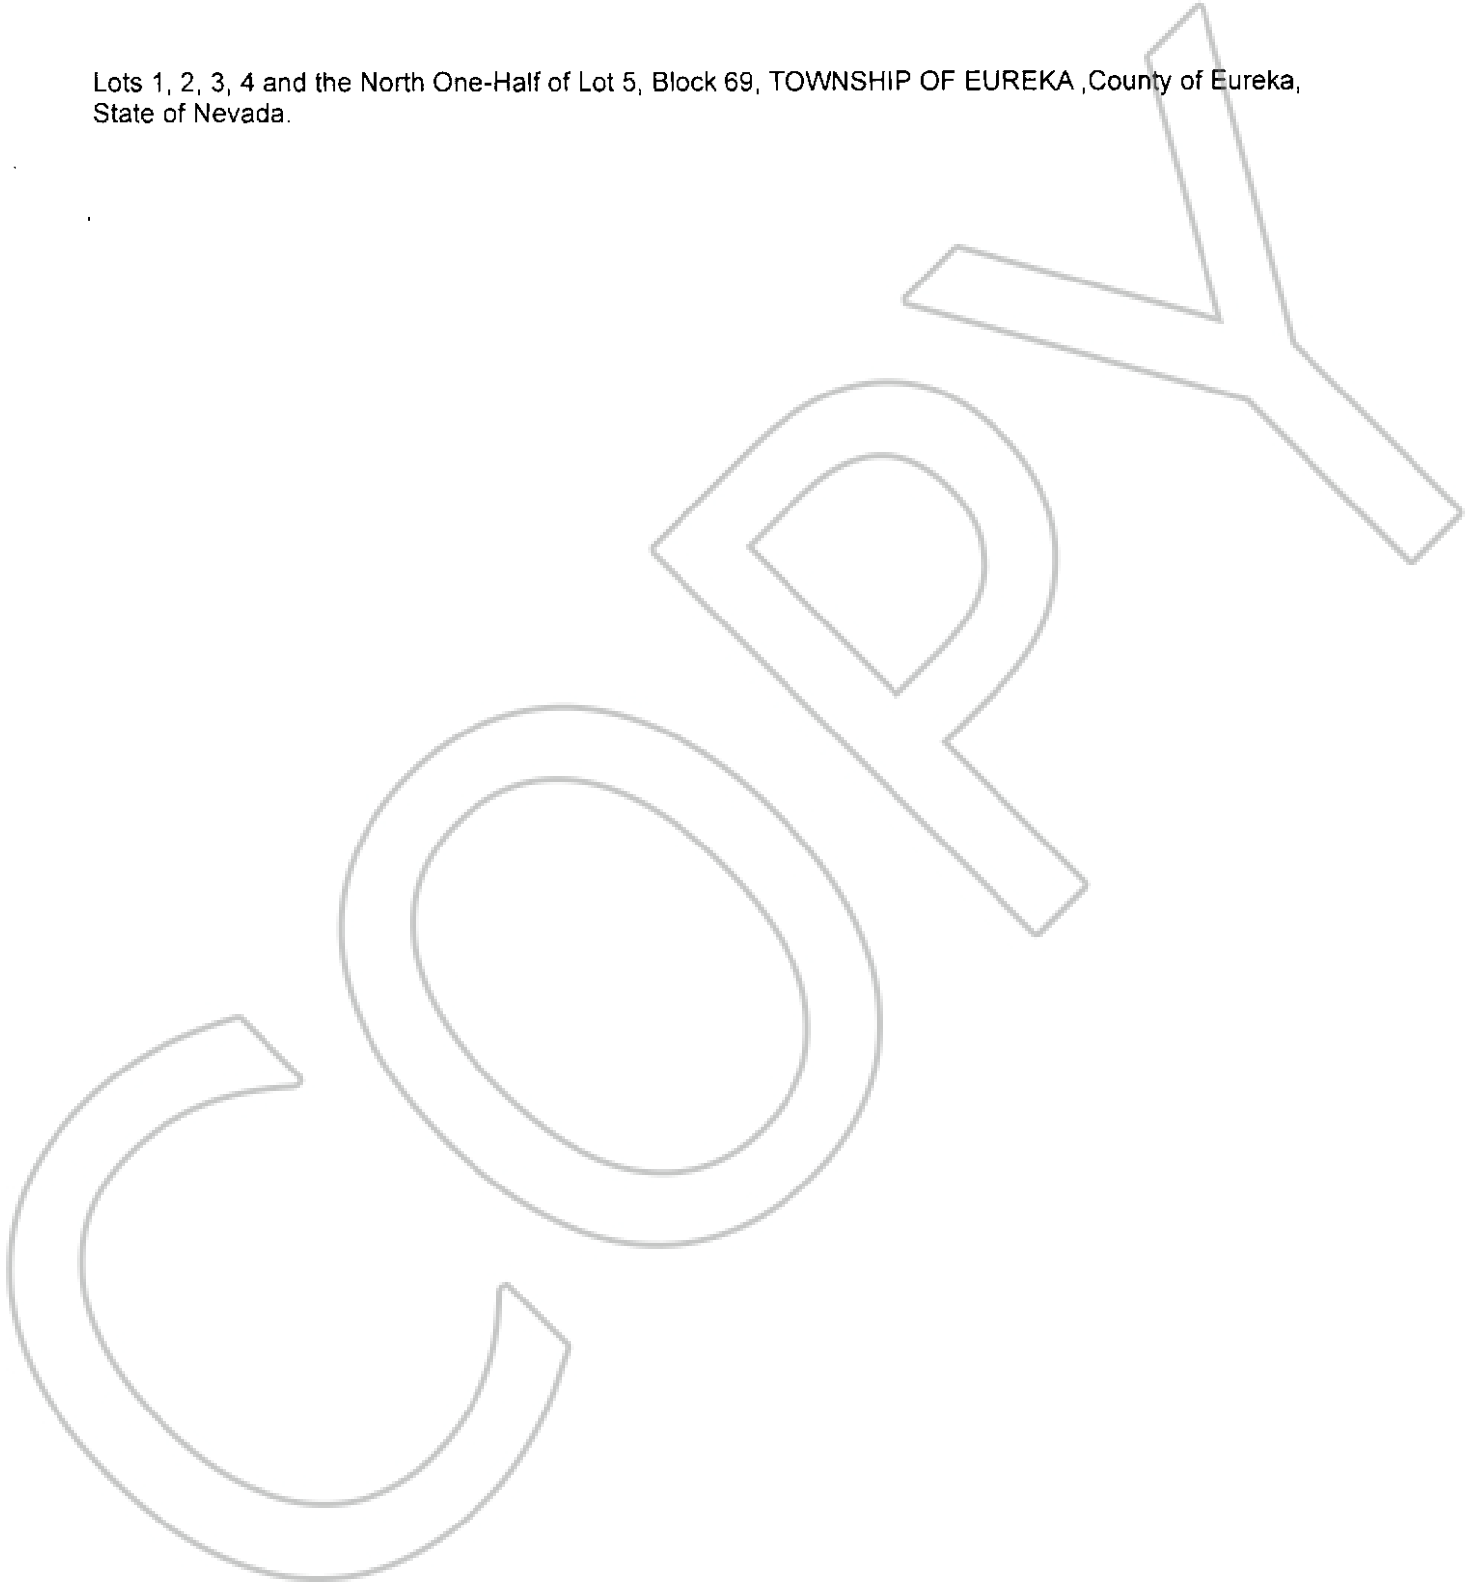 Lots 1, 2, 3, 4 and the North One-Half of Lot 5, Block 69, TOWNSHIP OF EUREKA ,County of Eureka,
State of Nevada.
COPY